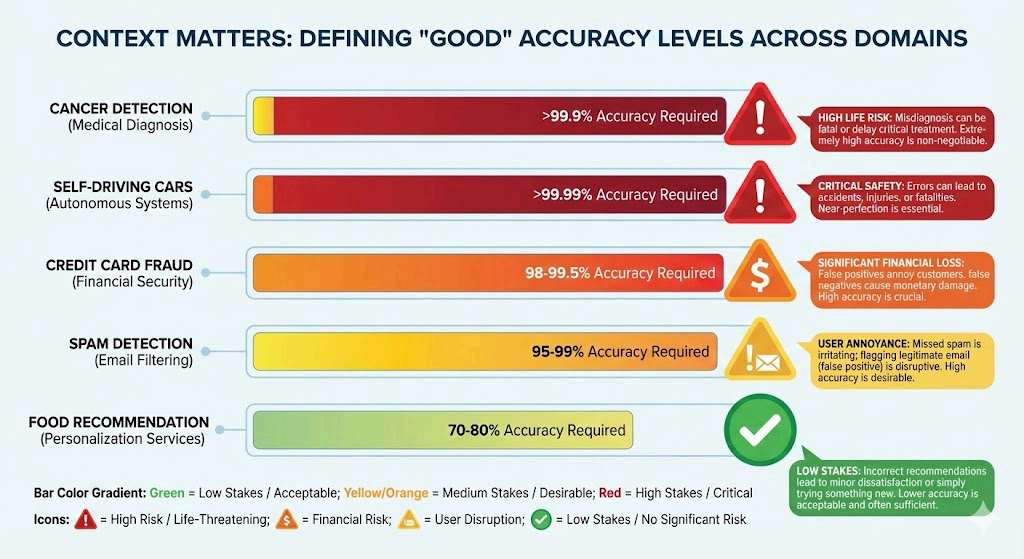 CONTEXT MATTERS: DEFINING "GOOD" ACCURACY LEVELS ACROSS DOMAINS
CANCER DETECTION
(Medical Diagnosis)
>99.9% Accuracy Required
HIGH LIFE RISK: Misdiagnosis can be
fatal or delay critical treatment. Extre-
mely high accuracy is non-negotiable.
SELF-DRIVING CARS
(Autonomous Systems)
>99.99% Accuracy Required
CRITICAL SAFETY: Errors can lead to
accidents, injuries, or fatalities.
Near-perfection is essential.
CREDIT CARD FRAUD
(Financial Security)
98-99.5% Accuracy Required
$
SIGNIFICANT FINANCIAL LOSS:
False positives annoy customers. false
negatives cause monetary damage.
High accuracy is crucial.
SPAM DETECTION
(Email Filtering)
95-99% Accuracy Required
USER ANNOYANCE: Missed spam is
irritating; flagging legitimate email
(false positive) is disruptive. High
accuracy is desirable.
FOOD RECOMMENDATION
(Personalization Services)
70-80% Accuracy Required
LOW STAKES: Incorrect recommendations
lead to minor dissatisfaction or simply
trying something new. Lower accuracy is
acceptable and often sufficient.
Bar Color Gradient: Green = Low Stakes / Acceptable; Yellow/Orange = Medium Stakes / Desirable; Red = High Stakes / Critical
Icons: ! = High Risk / Life-Threatening; $ = Financial Risk; = User Disruption; = Low Stakes / No Significant Risk